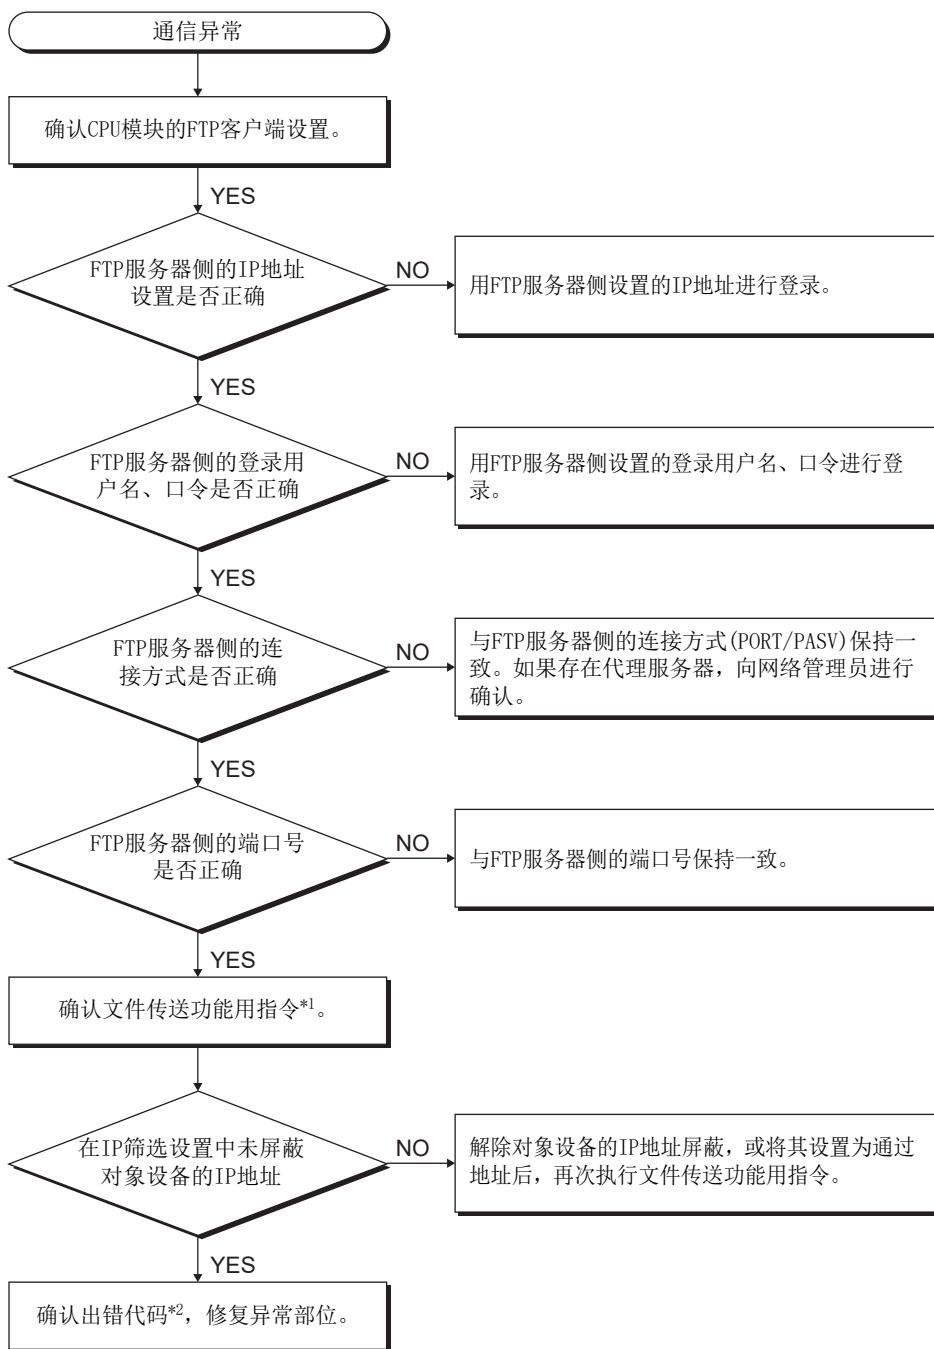 通信异常
确认CPU模块的FTP客户端设置。
YES
FTP服务器侧的IP地址
设置是否正确
NO
用FTP服务器侧设置的IP地址进行登录。
YES
FTP服务器侧的登录用
户名、口令是否正确
NO
用FTP服务器侧设置的登录用户名、口令进行登
录。
YES
FTP服务器侧的连
接方式是否正确
NO
与FTP服务器侧的连接方式(PORT/PASV)保持一
致。如果存在代理服务器，向网络管理员进行
确认。
YES
FTP服务器侧的端口号
是否正确
NO
与FTP服务器侧的端口号保持一致。
YES
确认文件传送功能用指令*1。
在IP筛选设置中未屏蔽
对象设备的IP地址
NO
解除对象设备的IP地址屏蔽，或将其设置为通过
地址后，再次执行文件传送功能用指令。
YES
确认出错代码*2，修复异常部位。